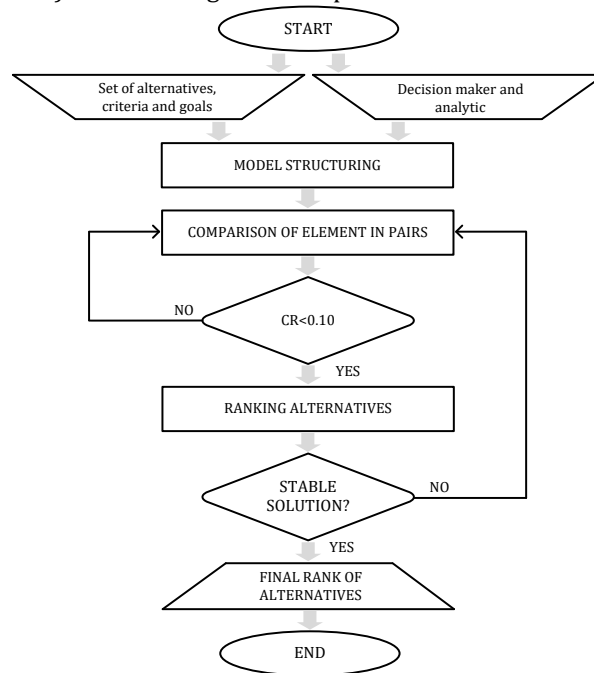 START
Set of alternatives,
criteria and goals
Decision maker and
analytic
MODEL STRUCTURING
COMPARISON OF ELEMENT IN PAIRS
NO
CR<0.10
YES
RANKING ALTERNATIVES
STABLE
SOLUTION?
NO
YES
FINAL RANK OF
ALTERNATIVES
END